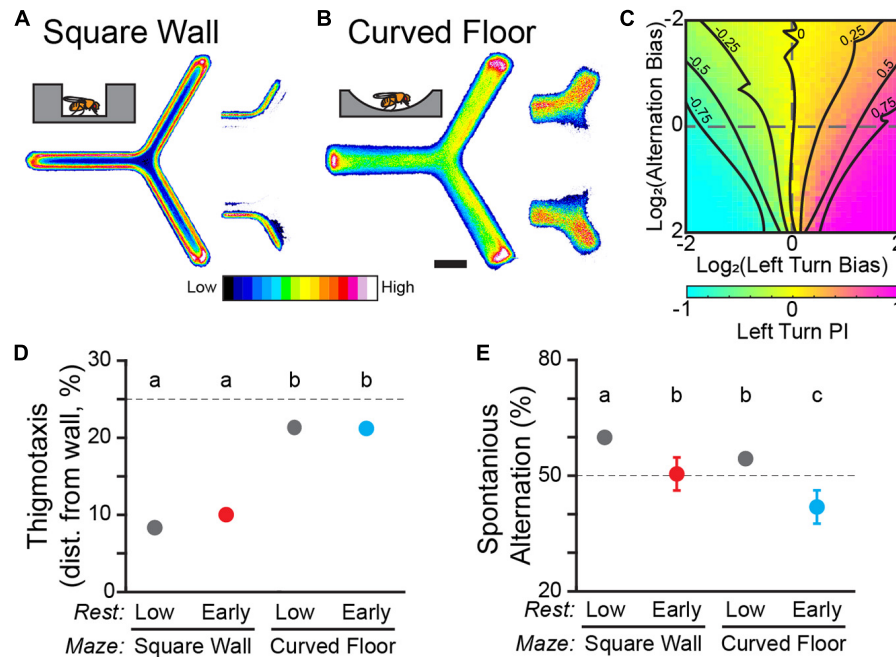 A
Square Wall
B
Curved Floor
Low
High
C
Log₂(Alternation Bias)
-2
0
2
-0.25
-0.5
-0.75
0
0.25
0.5
0.75
-2
0
2
Log₂(Left Turn Bias)
-1
0
1
Left Turn PI
D
Thigmotaxis
(dist. from wall, %)
30
20
10
0
a a b b
Rest: Low Early Low Early
Maze: Square Wall Curved Floor
E
Spontanious
Alternation (%)
80
50
20
a b b c
Rest: Low Early Low Early
Maze: Square Wall Curved Floor